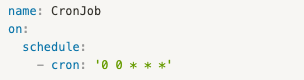 name: CronJob
on:
  schedule:
    - cron: '0 0 * * *'